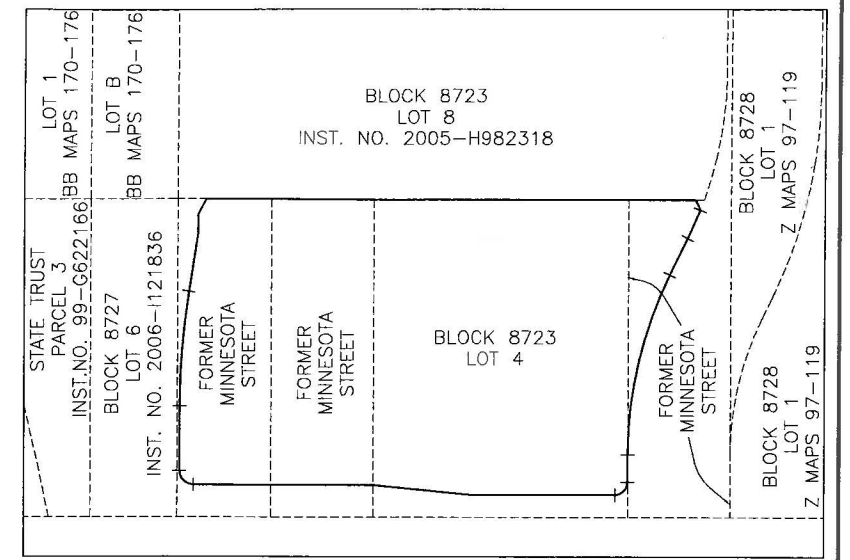 LOT 1
BB MAPS 170-176
LOT B
BB MAPS 170-176
BLOCK 8723
LOT 8
INST. NO. 2005-H982318
BLOCK 8728
LOT 1
Z MAPS 97-119
STATE TRUST
PARCEL 3
INST.NO. 99-G622166
BLOCK 8727
LOT 6
INST. NO. 2006-I121836
FORMER
MINNESOTA
STREET
FORMER
MINNESOTA
STREET
BLOCK 8723
LOT 4
FORMER
MINNESOTA
STREET
BLOCK 8728
LOT 1
Z MAPS 97-119